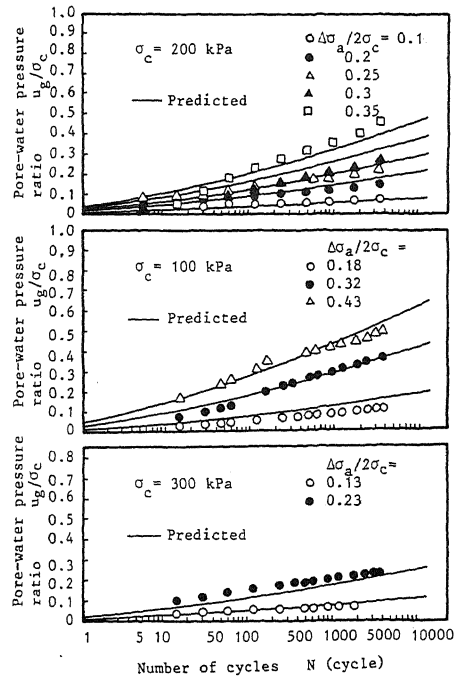 1.0
0.9
0.8
0.7
0.6
0.5
0.4
0.3
0.2
0.1
0
Pore-water pressure
ratio u_g/σ_c
σ_c = 200 kPa
Predicted
Δσ_a/2σ_c = 0.1
0.2
0.25
0.3
0.35
1.0
0.9
0.8
0.7
0.6
0.5
0.4
0.3
0.2
0.1
0
Pore-water pressure
ratio u_g/σ_c
σ_c = 100 kPa
Predicted
Δσ_a/2σ_c =
0.18
0.32
0.43
0.8
0.7
0.6
0.5
0.4
0.3
0.2
0.1
0
Pore-water pressure
ratio u_g/σ_c
σ_c = 300 kPa
Predicted
Δσ_a/2σ_c=
0.13
0.23
1 5 10 50 100 500 1000 5000 10000
Number of cycles N (cycle)